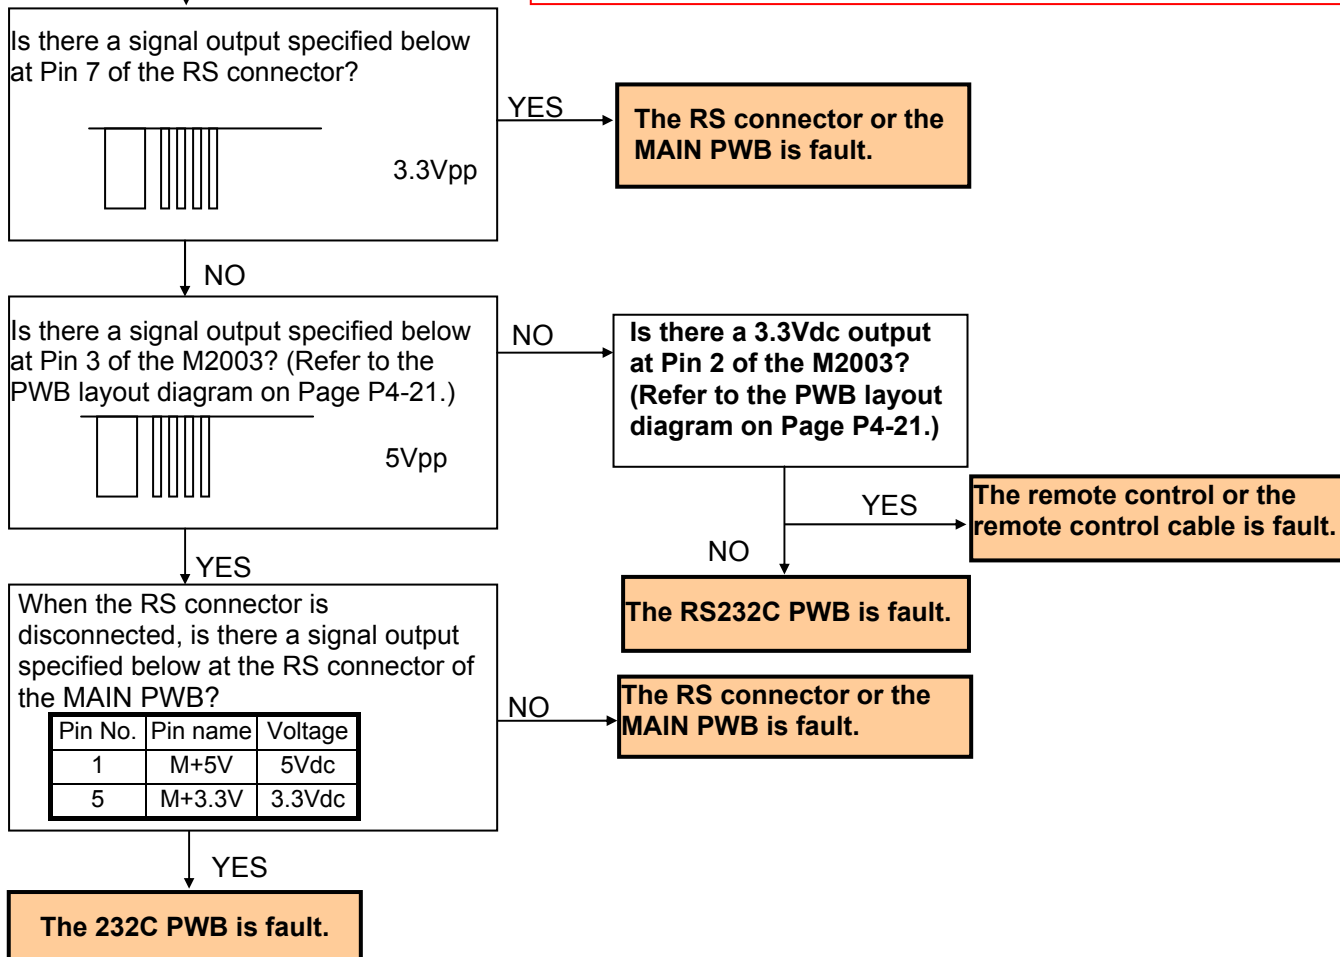 Is there a signal output specified below
at Pin 7 of the RS connector?
3.3Vpp
YES
The RS connector or the
MAIN PWB is fault.
NO
Is there a signal output specified below
at Pin 3 of the M2003? (Refer to the
PWB layout diagram on Page P4-21.)
5Vpp
NO
Is there a 3.3Vdc output
at Pin 2 of the M2003?
(Refer to the PWB layout
diagram on Page P4-21.)
YES
The remote control or the
remote control cable is fault.
NO
The RS232C PWB is fault.
YES
When the RS connector is
disconnected, is there a signal output
specified below at the RS connector of
the MAIN PWB?
Pin No. Pin name Voltage
1 M+5V 5Vdc
5 M+3.3V 3.3Vdc
NO
The RS connector or the
MAIN PWB is fault.
YES
The 232C PWB is fault.